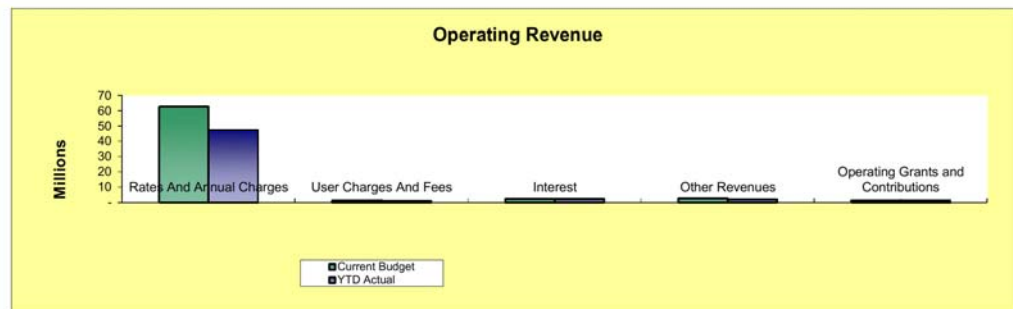 Operating Revenue
Millions
70
60
50
40
30
20
10
-
Rates And Annual Charges
User Charges And Fees
Interest
Other Revenues
Operating Grants and
Contributions
Current Budget
YTD Actual